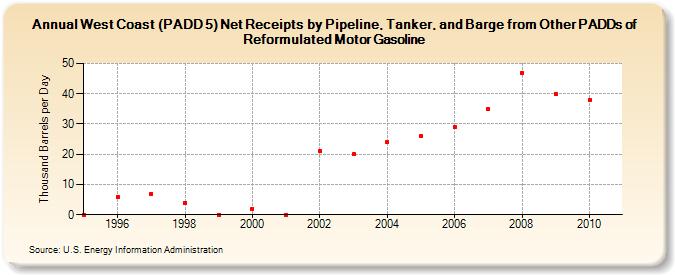 Annual West Coast (PADD 5) Net Receipts by Pipeline, Tanker, and Barge from Other PADDs of
Reformulated Motor Gasoline
Thousand Barrels per Day
50
40
30
20
10
0
1996 1998 2000 2002 2004 2006 2008 2010
Source: U.S. Energy Information Administration